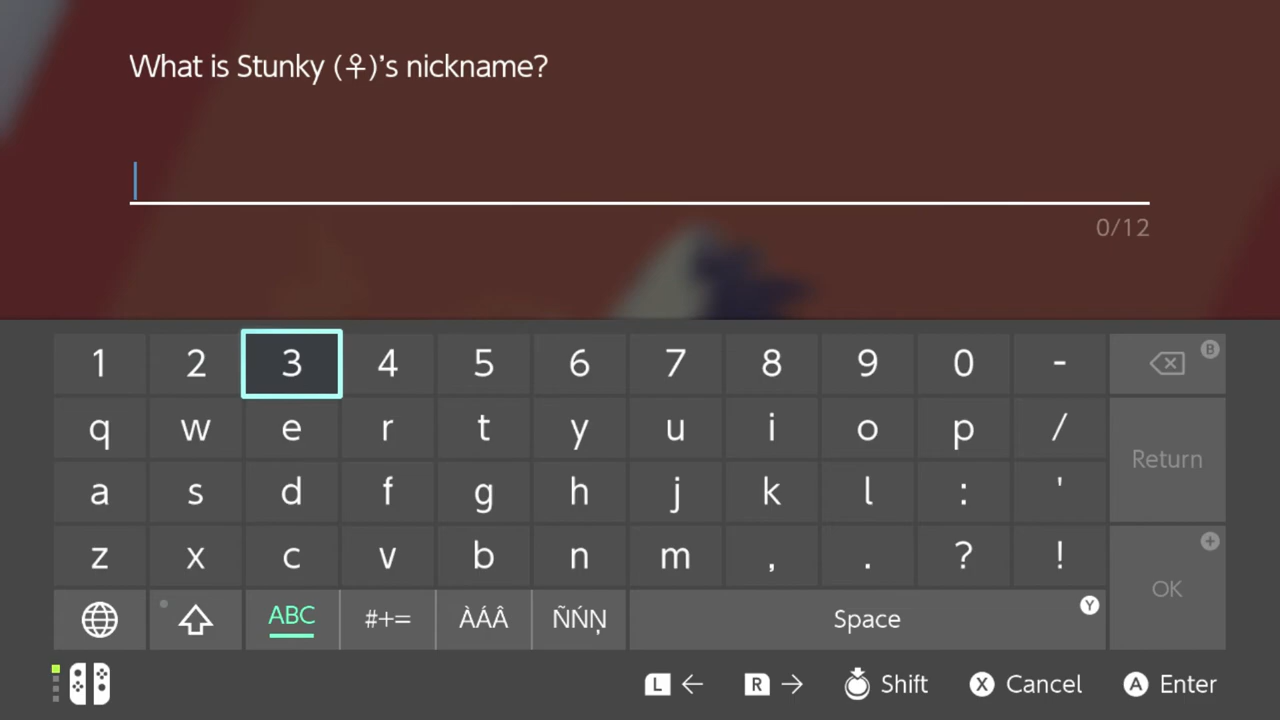 What is Stunky (♀)'s nickname?
0/12
1 2 3 4 5 6 7 8 9 0 -
B
q w e r t y u i o p /
Return
a s d f g h j k l : '
z x c v b n m , . ? !
+
OK
ABC #+= ÀÁÂ ÑŃŅ Space Y
L ← R → Shift X Cancel A Enter